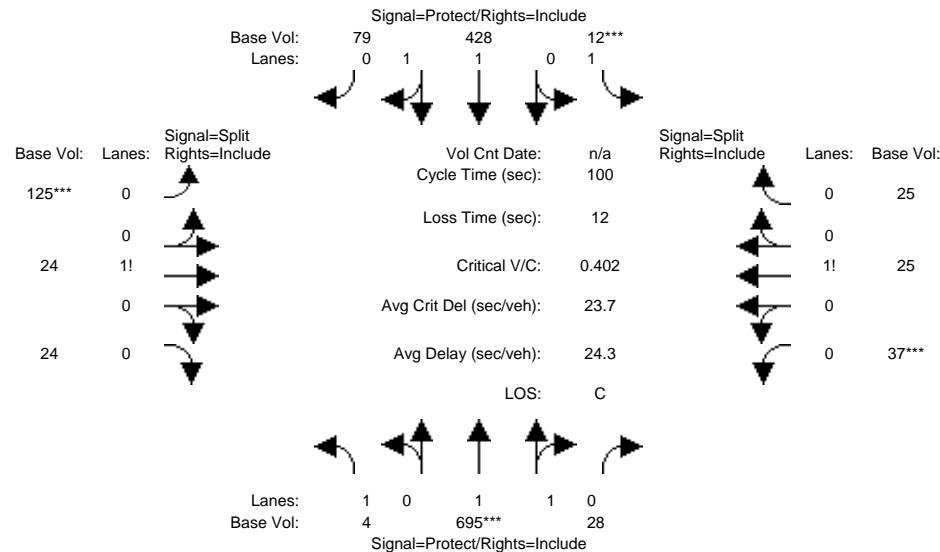 Signal=Protect/Rights=Include
Base Vol: 79 428 12***
Lanes: 0 1 1 0 1
Signal=Split
Rights=Include
Base Vol: Lanes:
125*** 0
0
24 1!
0
24 0
Vol Cnt Date: n/a
Cycle Time (sec): 100
Loss Time (sec): 12
Critical V/C: 0.402
Avg Crit Del (sec/veh): 23.7
Avg Delay (sec/veh): 24.3
LOS: C
Signal=Split
Rights=Include
Lanes: Base Vol:
0 25
0
1! 25
0
0 37***
Lanes: 1 0 1 1 0
Base Vol: 4 695*** 28
Signal=Protect/Rights=Include